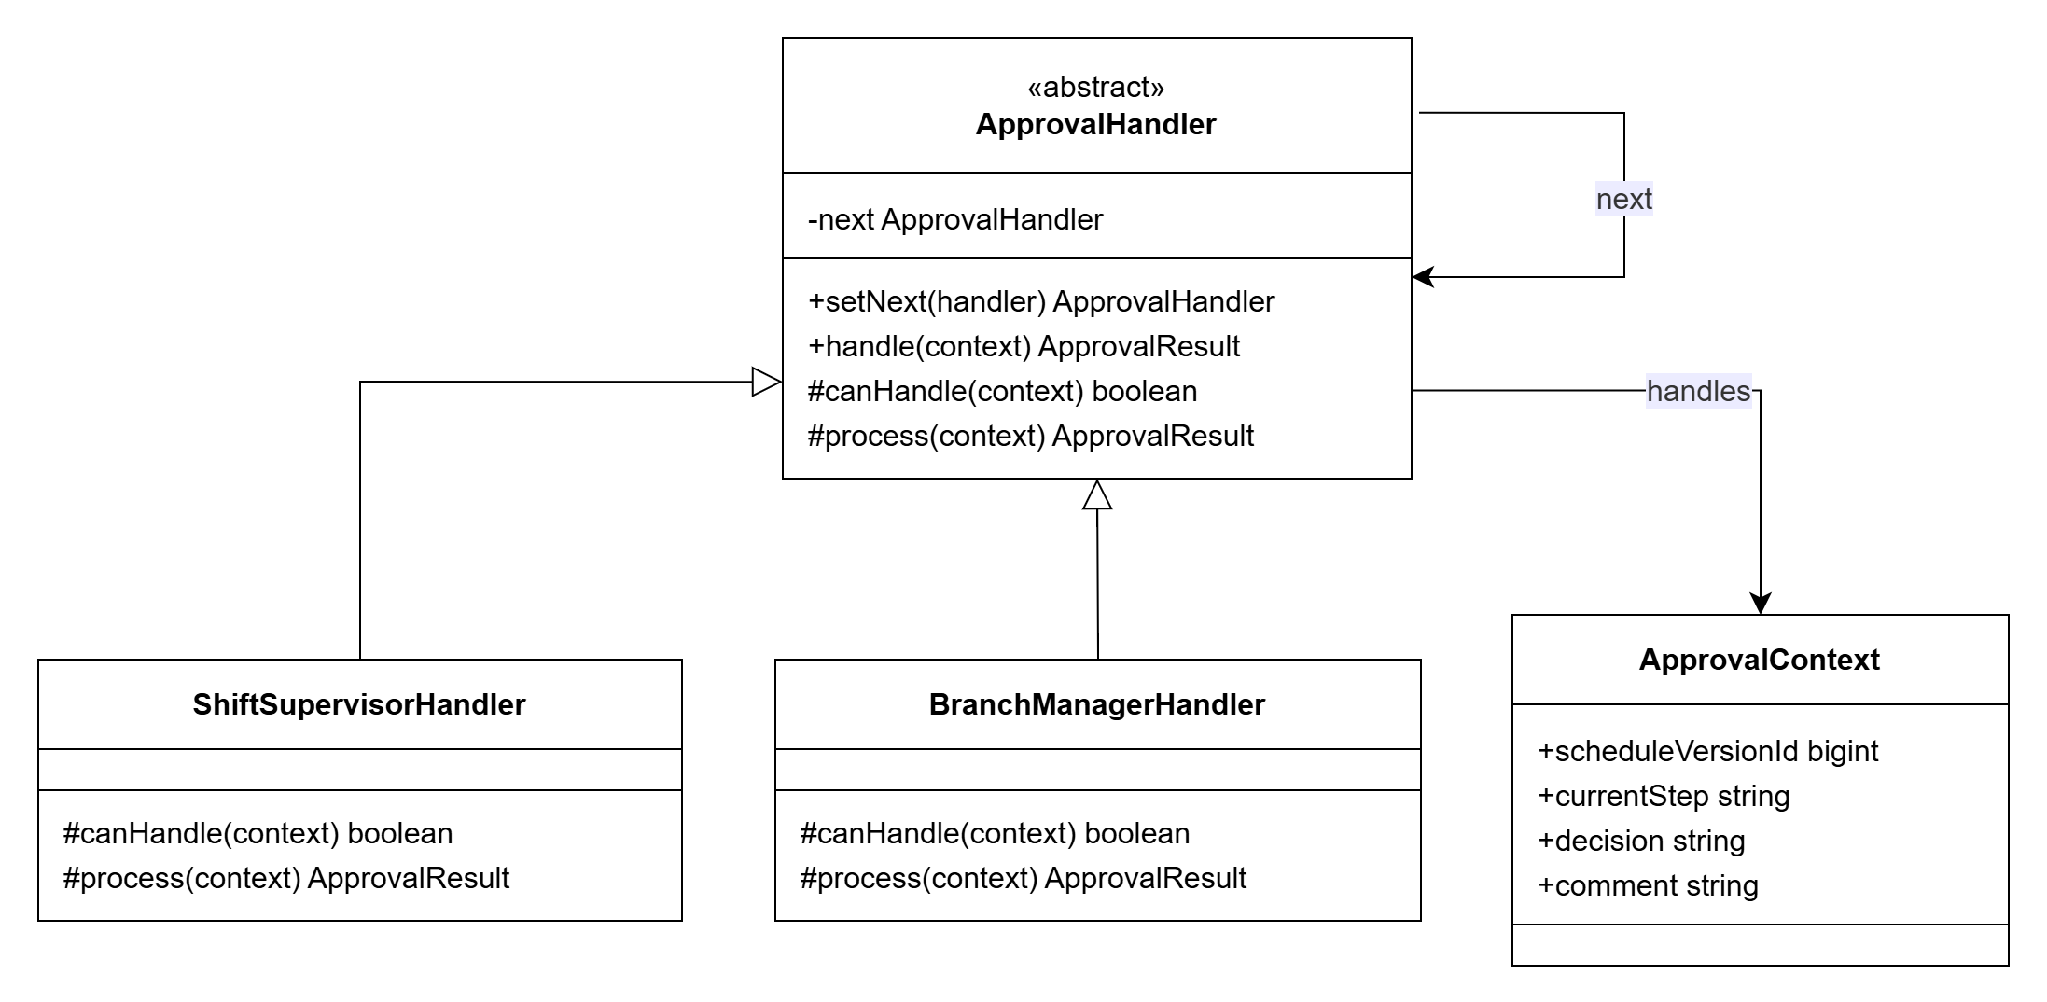 «abstract»
ApprovalHandler
-next ApprovalHandler
next
+setNext(handler) ApprovalHandler
+handle(context) ApprovalResult
#canHandle(context) boolean
#process(context) ApprovalResult
handles
ShiftSupervisorHandler
#canHandle(context) boolean
#process(context) ApprovalResult
BranchManagerHandler
#canHandle(context) boolean
#process(context) ApprovalResult
ApprovalContext
+scheduleVersionId bigint
+currentStep string
+decision string
+comment string